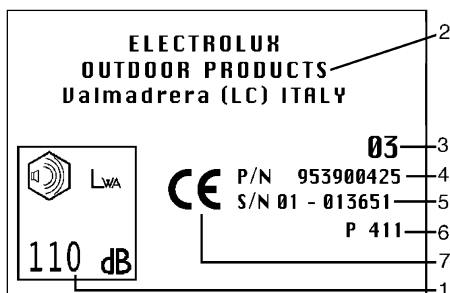 ELECTROLUX
OUTDOOR PRODUCTS
Valmadrera (LC) ITALY
2
03
3
P/N 953900425
4
S/N 01 - 013651
5
P 411
6
CE
7
LWA
110 dB
1